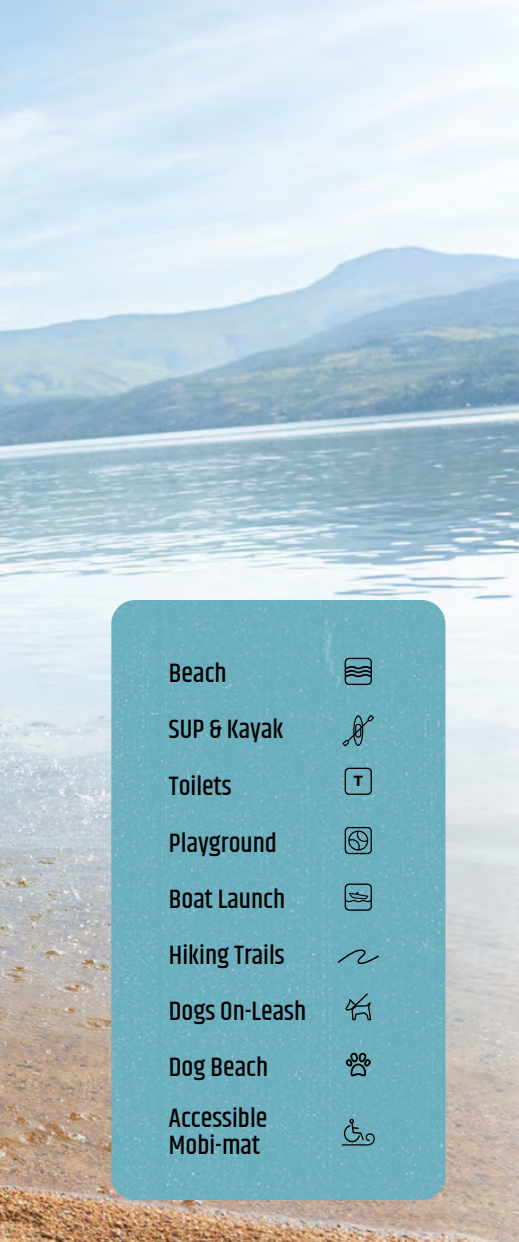 Beach
SUP & Kayak
Toilets
T
Playground
Boat Launch
Hiking Trails
Dogs On-Leash
Dog Beach
Accessible
Mobi-mat